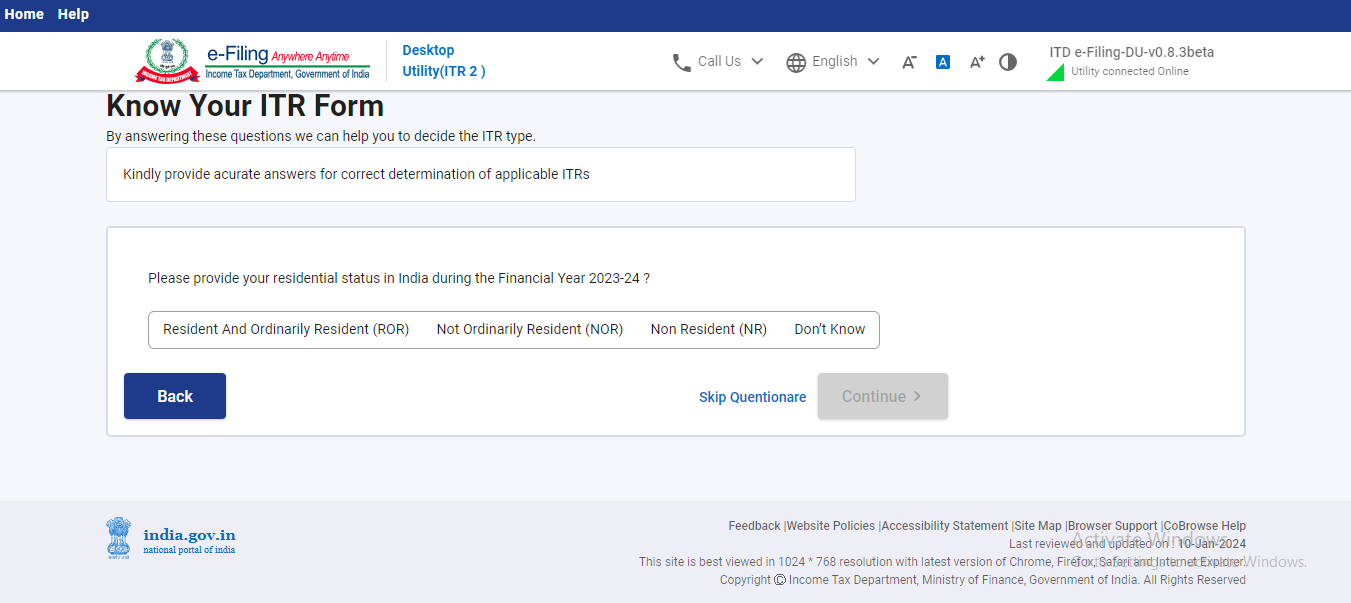 Home Help
e-Filing Anywhere Anytime
Income Tax Department, Government of India
Desktop
Utility(ITR 2 )
Call Us
English
A-
A
A+
ITD e-Filing-DU-v0.8.3beta
Utility connected Online
Know Your ITR Form
By answering these questions we can help you to decide the ITR type.
Kindly provide acurate answers for correct determination of applicable ITRs
Please provide your residential status in India during the Financial Year 2023-24 ?
Resident And Ordinarily Resident (ROR) Not Ordinarily Resident (NOR) Non Resident (NR) Don't Know
Back
Skip Quentionare
Continue
india.gov.in
national portal of india
Feedback |Website Policies |Accessibility Statement |Site Map |Browser Support |CoBrowse Help
Last reviewed and updated on : 10-Jan-2024
This site is best viewed in 1024 * 768 resolution with latest version of Chrome, Firefox, Safari and Internet Explorer.
Copyright © Income Tax Department, Ministry of Finance, Government of India. All Rights Reserved
Activate Windows
Go to Settings to activate Windows.